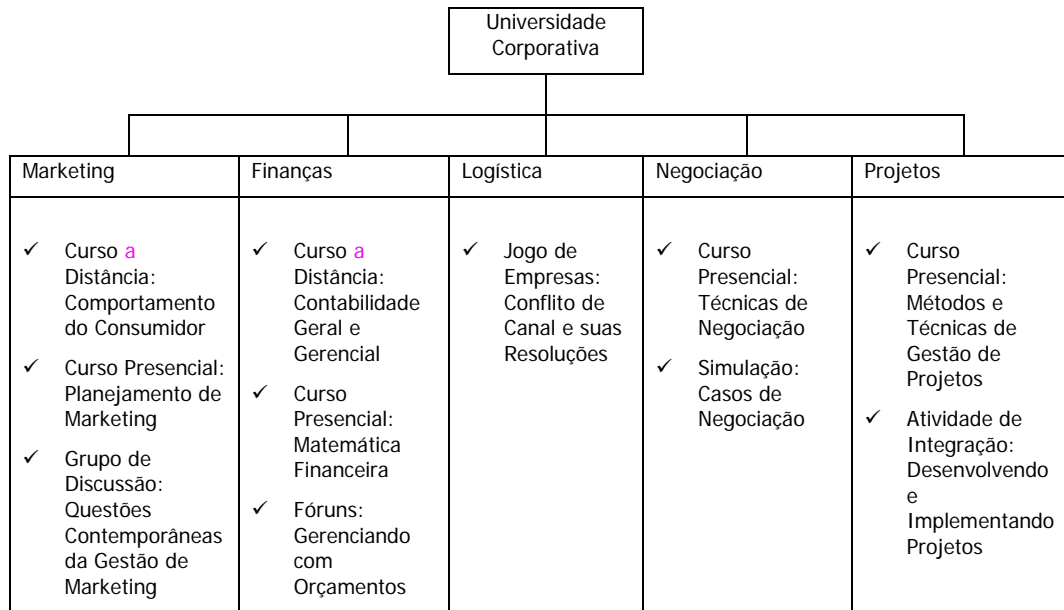 Universidade
Corporativa
Marketing
Finanças
Logística
Negociação
Projetos
✓ Curso a
Distância:
Comportamento
do Consumidor
✓ Curso Presencial:
Planejamento de
Marketing
✓ Grupo de
Discussão:
Questões
Contemporâneas
da Gestão de
Marketing
✓ Curso a
Distância:
Contabilidade
Geral e
Gerencial
✓ Curso
Presencial:
Matemática
Financeira
✓ Fóruns:
Gerenciando
com
Orçamentos
✓ Jogo de
Empresas:
Conflito de
Canal e suas
Resoluções
✓ Curso
Presencial:
Técnicas de
Negociação
✓ Simulação:
Casos de
Negociação
✓ Curso
Presencial:
Métodos e
Técnicas de
Gestão de
Projetos
✓ Atividade de
Integração:
Desenvolvendo
e
Implementando
Projetos